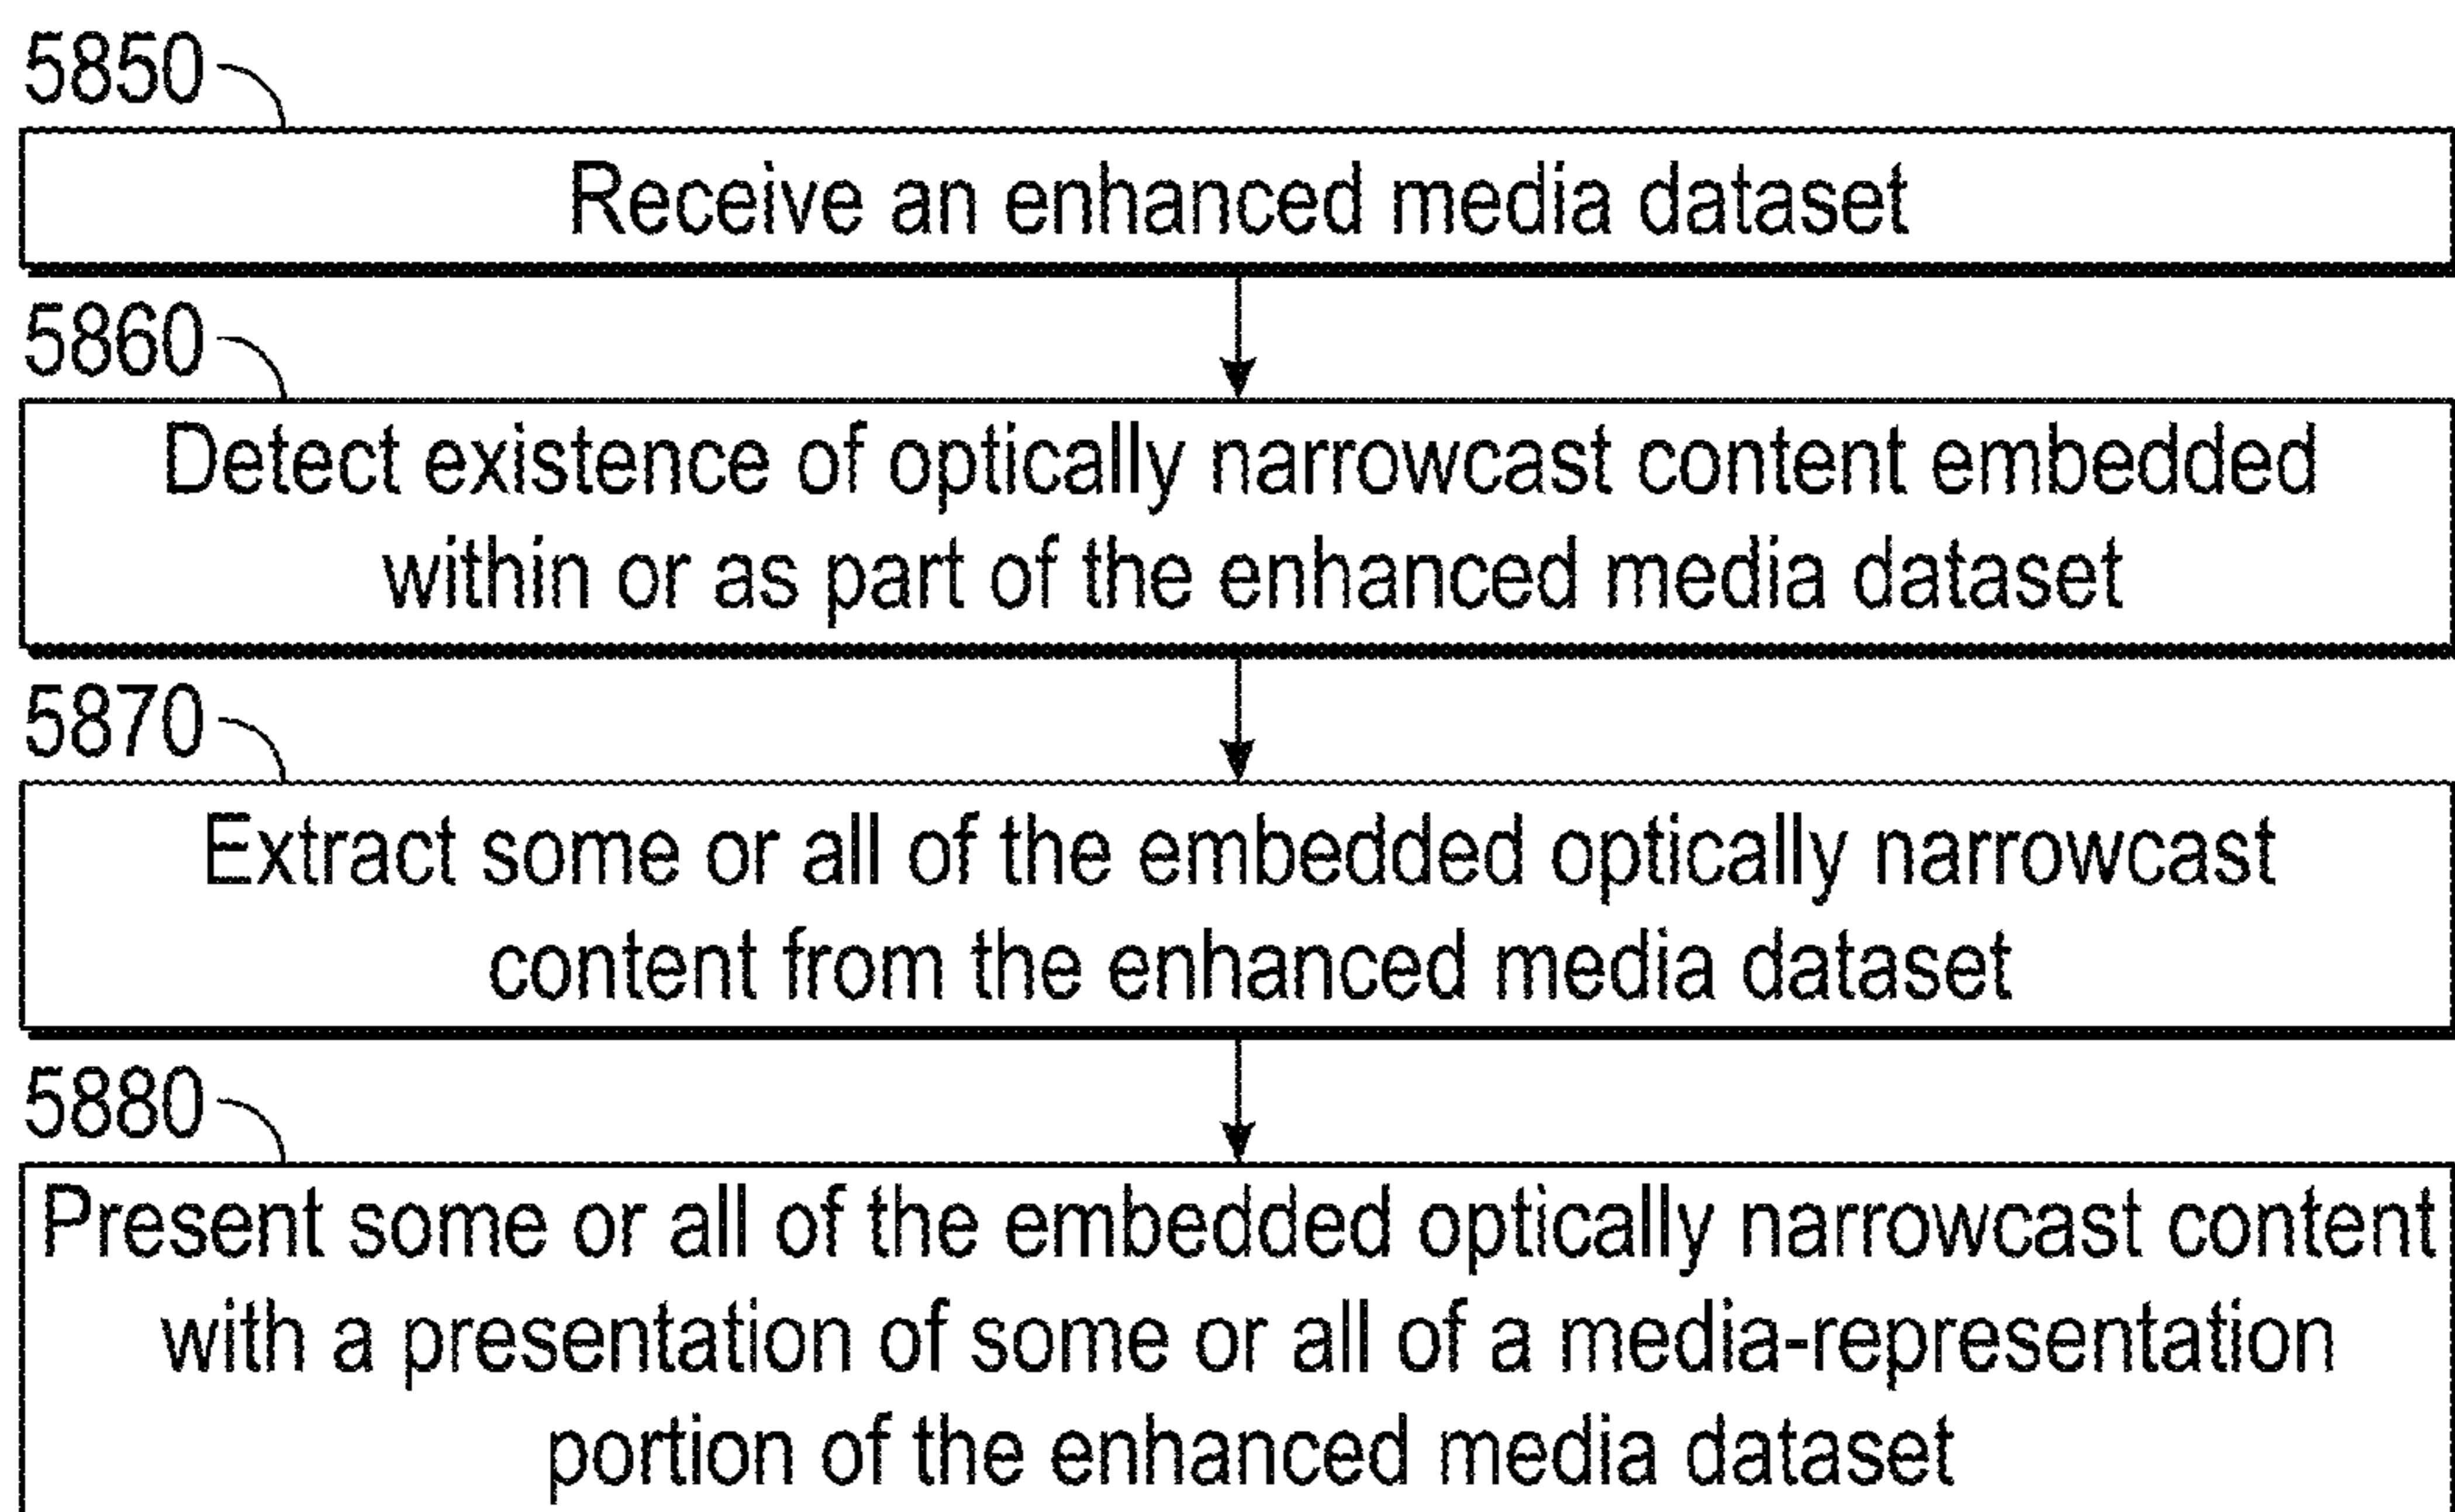 5850
Receive an enhanced media dataset
5860
Detect existence of optically narrowcast content embedded
within or as part of the enhanced media dataset
5870
Extract some or all of the embedded optically narrowcast
content from the enhanced media dataset
5880
Present some or all of the embedded optically narrowcast content
with a presentation of some or all of a media-representation
portion of the enhanced media dataset